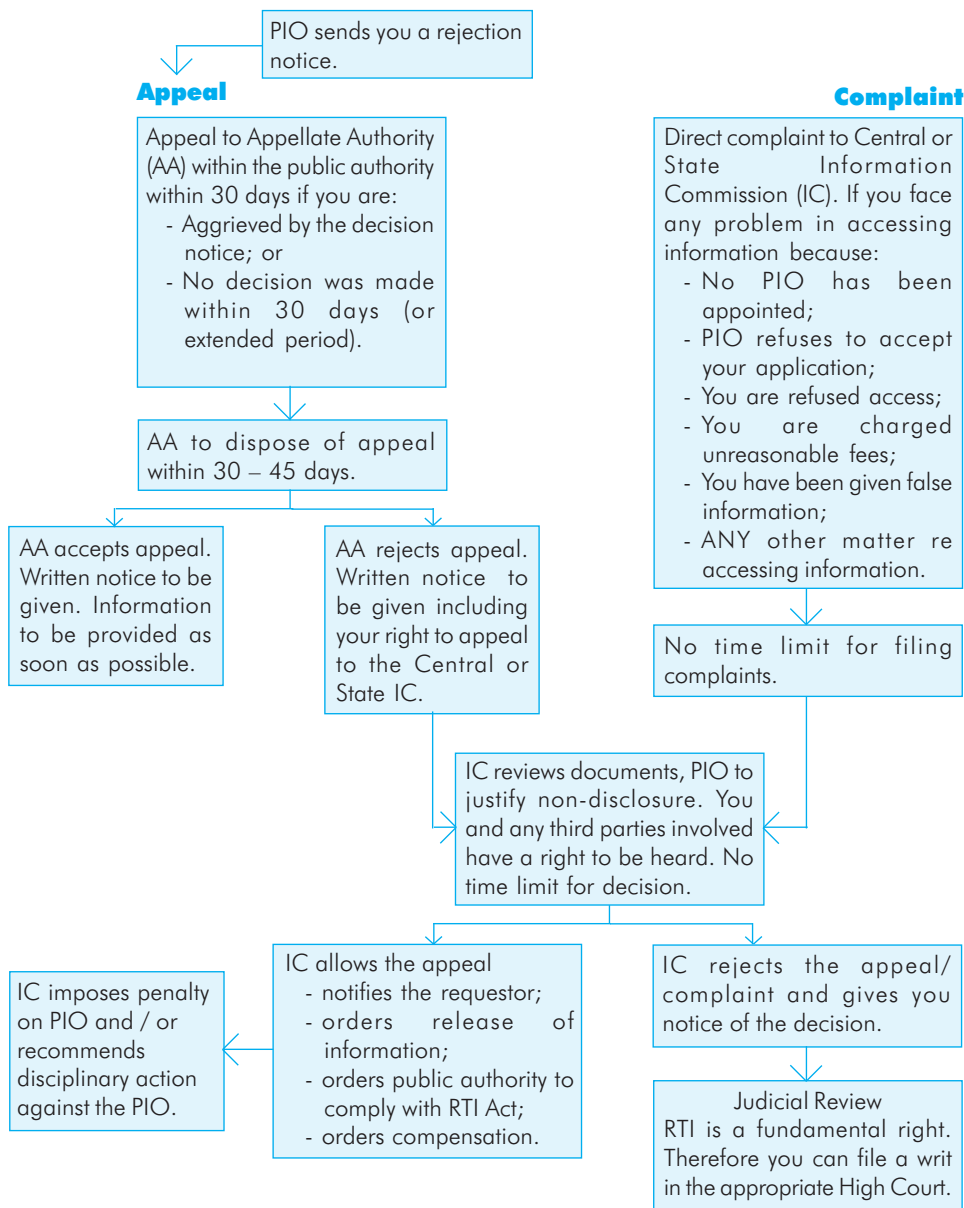 PIO sends you a rejection
notice.
Appeal
Appeal to Appellate Authority
(AA) within the public authority
within 30 days if you are:
- Aggrieved by the decision
notice; or
- No decision was made
within 30 days (or
extended period).
AA to dispose of appeal
within 30 – 45 days.
AA accepts appeal.
Written notice to be
given. Information
to be provided as
soon as possible.
AA rejects appeal.
Written notice to
be given including
your right to appeal
to the Central or
State IC.
Complaint
Direct complaint to Central or
State Information
Commission (IC). If you face
any problem in accessing
information because:
- No PIO has been
appointed;
- PIO refuses to accept
your application;
- You are refused access;
- You are charged
unreasonable fees;
- You have been given false
information;
- ANY other matter re
accessing information.
No time limit for filing
complaints.
IC reviews documents, PIO to
justify non-disclosure. You
and any third parties involved
have a right to be heard. No
time limit for decision.
IC allows the appeal
- notifies the requestor;
- orders release of
information;
- orders public authority to
comply with RTI Act;
- orders compensation.
IC imposes penalty
on PIO and / or
recommends
disciplinary action
against the PIO.
IC rejects the appeal/
complaint and gives you
notice of the decision.
Judicial Review
RTI is a fundamental right.
Therefore you can file a writ
in the appropriate High Court.